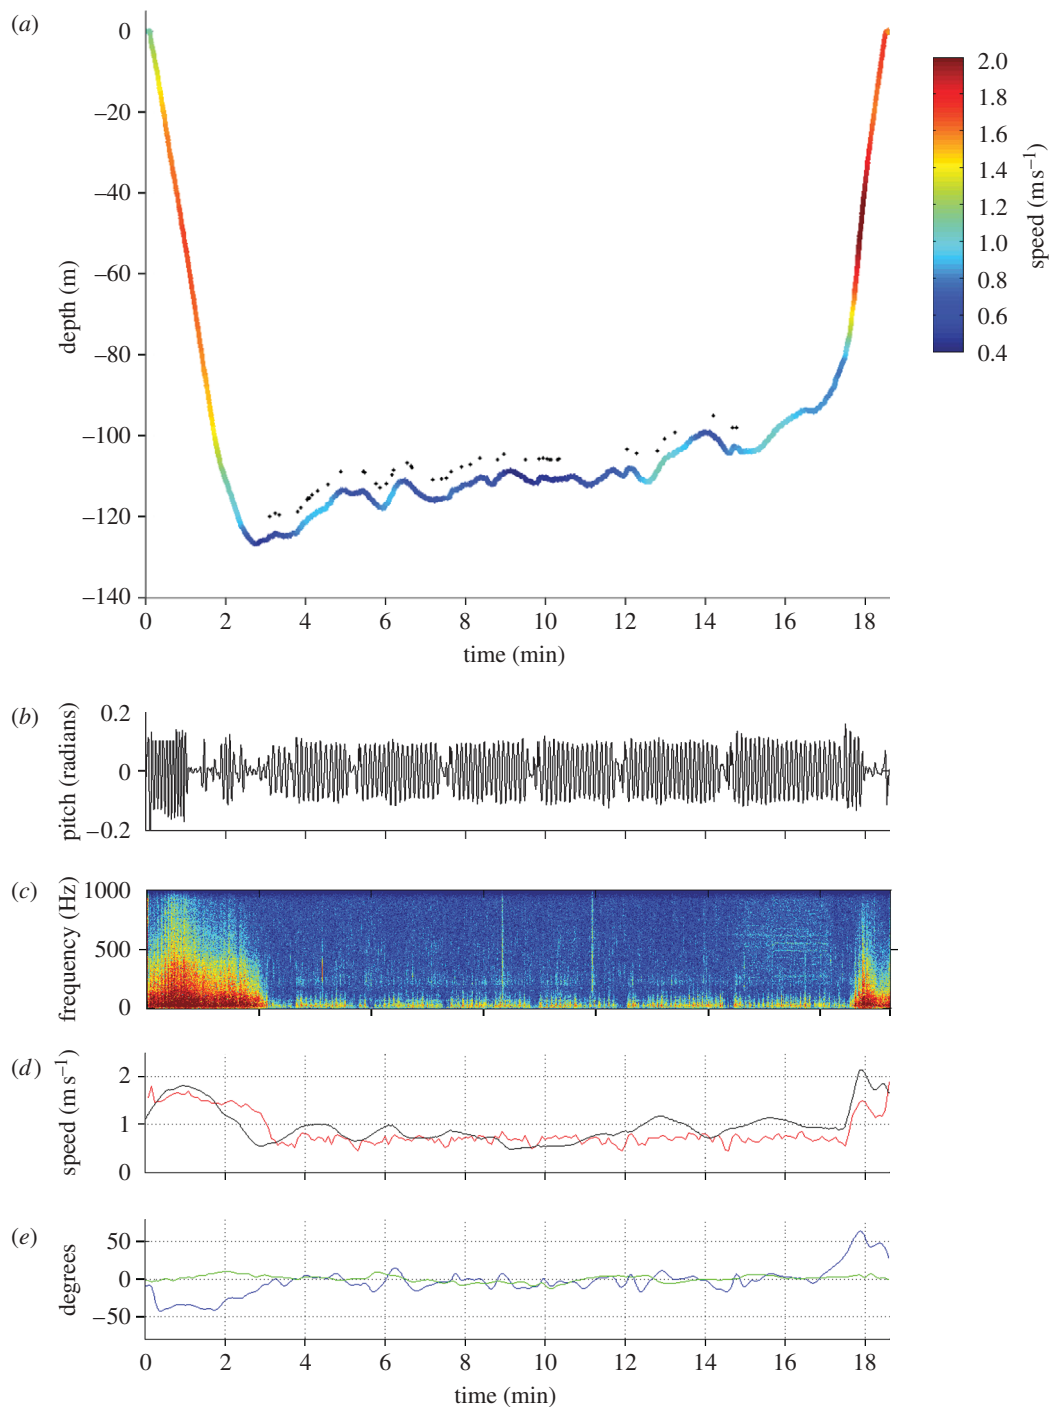 (a)
0
−20
−40
−60
−80
−100
−120
−140
depth (m)
0 2 4 6 8 10 12 14 16 18
time (min)
2.0
1.8
1.6
1.4
1.2
1.0
0.8
0.6
0.4
speed (m s⁻¹)
(b)
0.2
0
−0.2
pitch (radians)
(c)
1000
500
0
frequency (Hz)
(d)
2
1
0
speed (m s⁻¹)
(e)
50
0
−50
degrees
0 2 4 6 8 10 12 14 16 18
time (min)